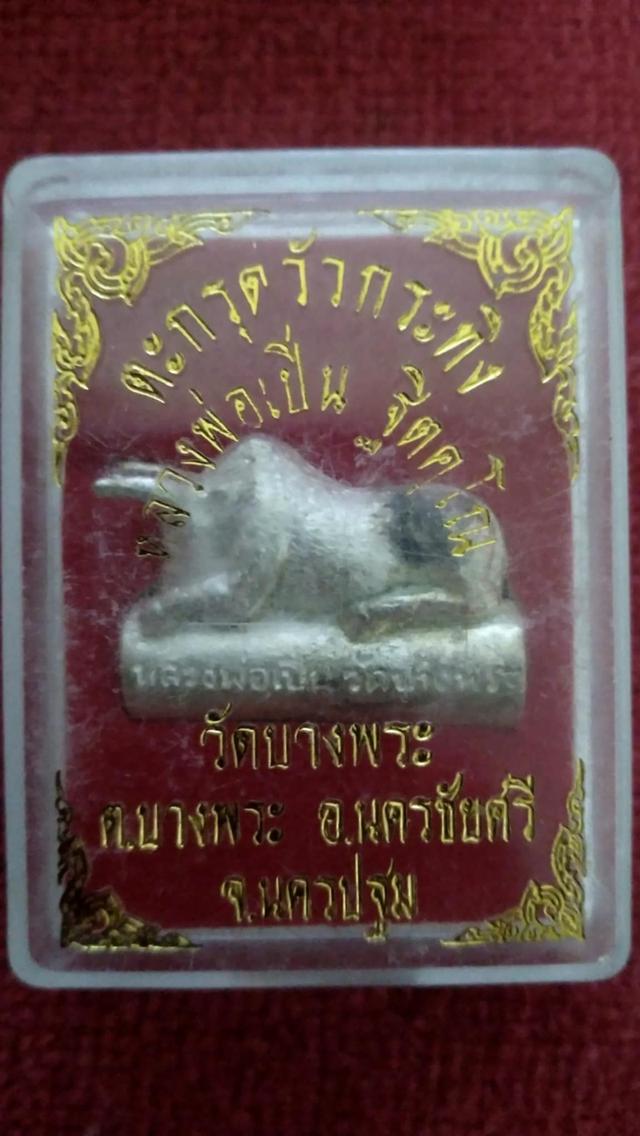 ตะกรุดวัวกระทิง
หลวงพ่อเปิ่น ฐิตคุโณ
หลวงพ่อเปิ่น วัดบางพระ
วัดบางพระ
ต.บางพระ อ.นครชัยศรี
จ.นครปฐม